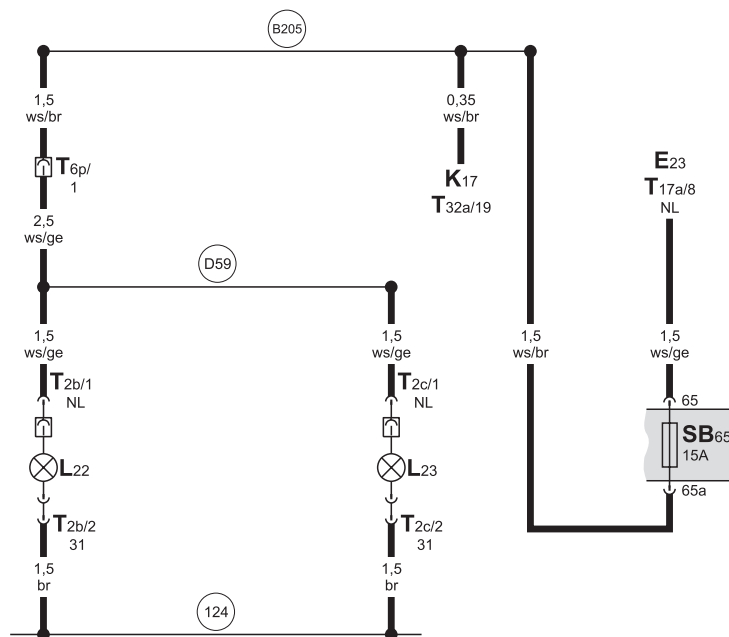 B205
1,5
ws/br
0,35
ws/br
T6p/
1
K17
T32a/19
E23
T17a/8
NL
2,5
ws/ge
D59
1,5
ws/ge
1,5
ws/ge
1,5
ws/br
1,5
ws/ge
T2b/1
NL
T2c/1
NL
65
SB65
15A
L22
L23
65a
T2b/2
31
T2c/2
31
1,5
br
1,5
br
124